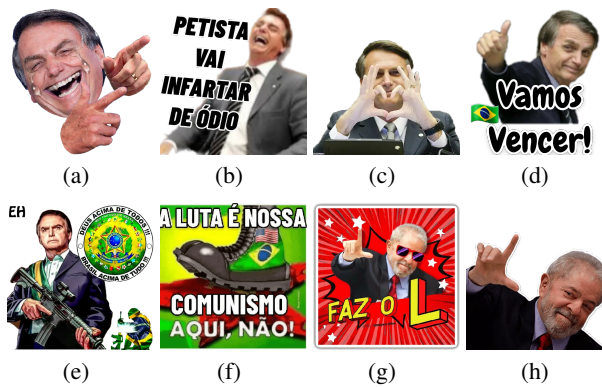 PETISTA
VAI
INFARTAR
DE ÓDIO
Vamos
Vencer!
(a)
(b)
(c)
(d)
EH
DEUS ACIMA DE TODOS !!!
BRASIL ACIMA DE TUDO !!!
A LUTA É NOSSA
COMUNISMO
AQUI, NÃO!
FAZ O L
(e)
(f)
(g)
(h)